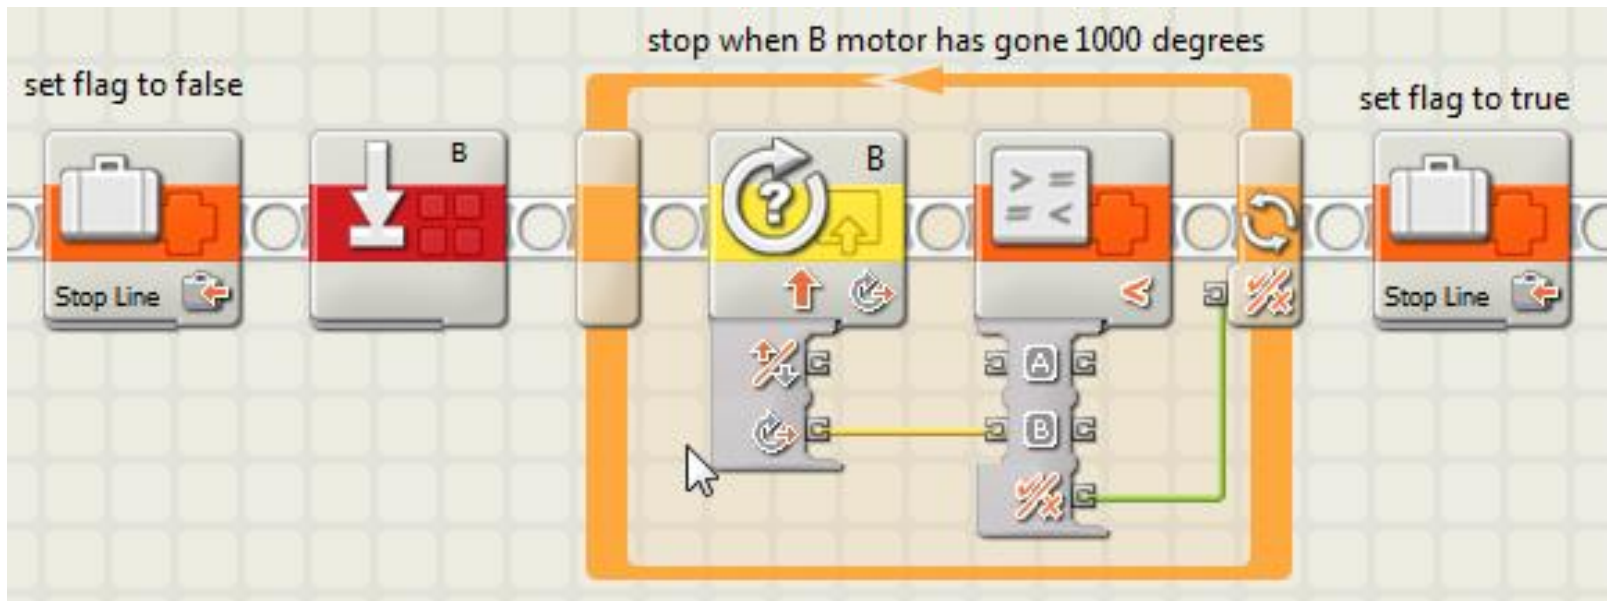 stop when B motor has gone 1000 degrees
set flag to false
set flag to true
B
B
> =
= <
Stop Line
<
Stop Line
A
B